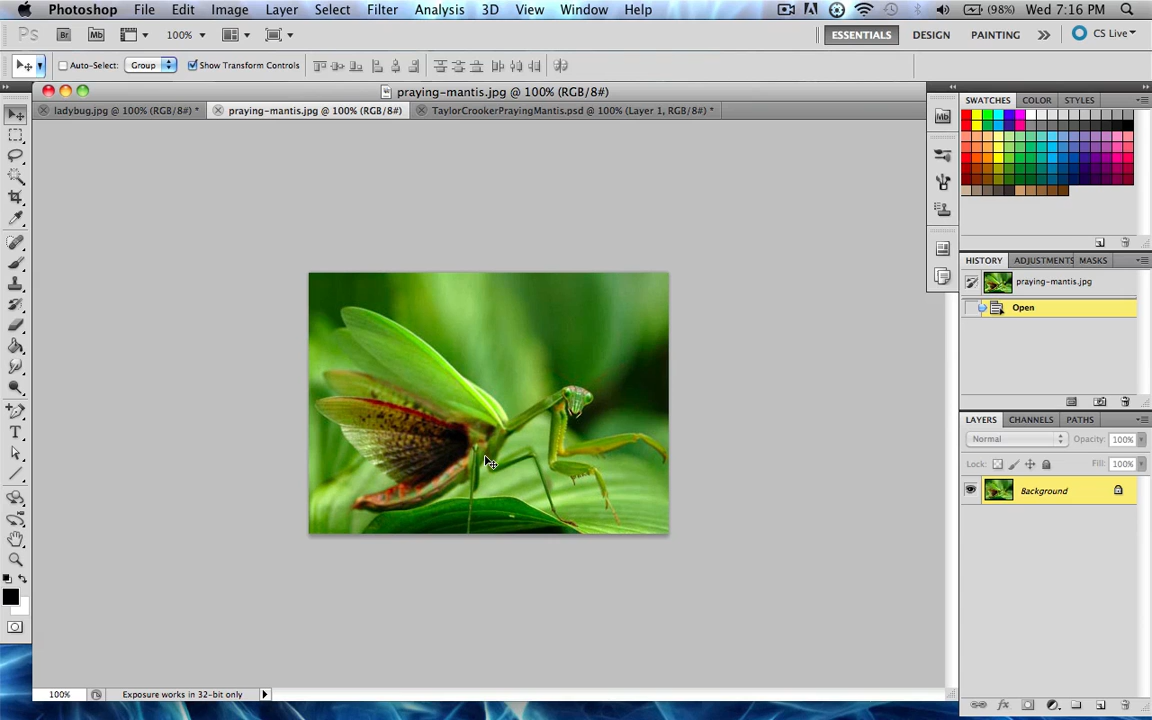 Photoshop File Edit Image Layer Select Filter Analysis 3D View Window Help (98%) Wed 7:16 PM
Ps Br Mb 100% ESSENTIALS DESIGN PAINTING CS Live
Auto-Select: Group Show Transform Controls
praying-mantis.jpg @ 100% (RGB/8#)
ladybug.jpg @ 100% (RGB/8#) * praying-mantis.jpg @ 100% (RGB/8#) TaylorCrookerPrayingMantis.psd @ 100% (Layer 1, RGB/8#) *
SWATCHES COLOR STYLES
Mb
HISTORY ADJUSTMENTS MASKS
praying-mantis.jpg
Open
LAYERS CHANNELS PATHS
Normal Opacity: 100%
Lock: Fill: 100%
Background
100% Exposure works in 32-bit only